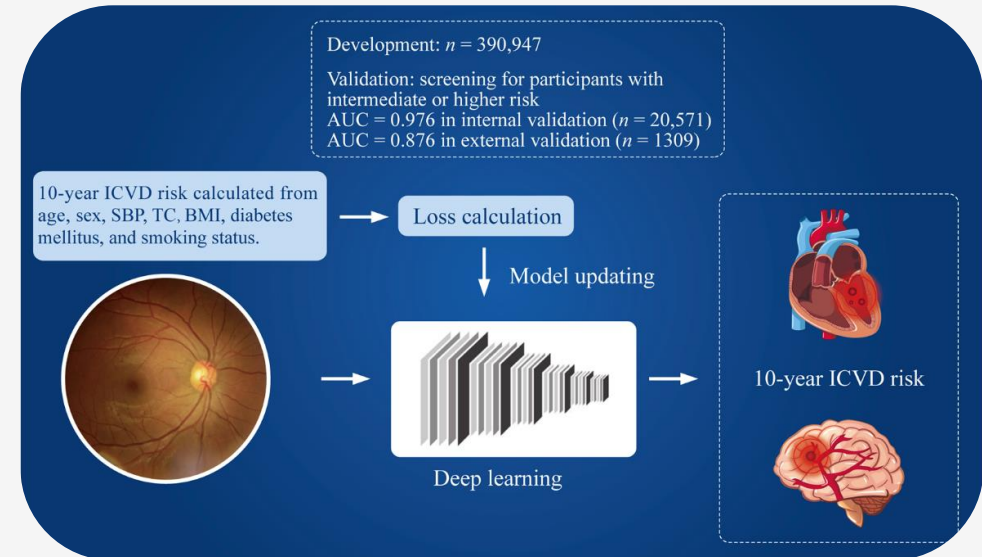 Development: n = 390,947
Validation: screening for participants with
intermediate or higher risk
AUC = 0.976 in internal validation (n = 20,571)
AUC = 0.876 in external validation (n = 1309)
10-year ICVD risk calculated from
age, sex, SBP, TC, BMI, diabetes
mellitus, and smoking status.
Loss calculation
Model updating
Deep learning
10-year ICVD risk